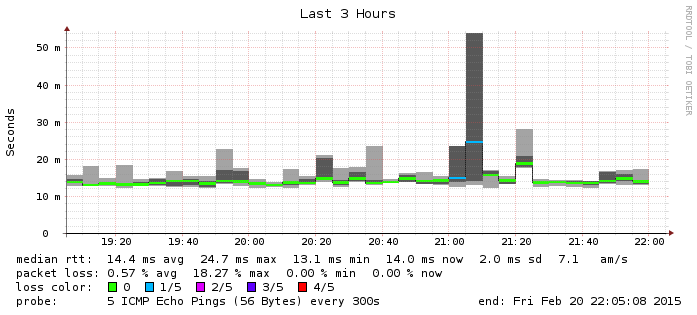 Last 3 Hours
RRDTOOL / TOBI OETIKER
Seconds
50 m
40 m
30 m
20 m
10 m
0
19:20 19:40 20:00 20:20 20:40 21:00 21:20 21:40 22:00
median rtt: 14.4 ms avg 24.7 ms max 13.1 ms min 14.0 ms now 2.0 ms sd 7.1 am/s
packet loss: 0.57 % avg 18.27 % max 0.00 % min 0.00 % now
loss color: 0 1/5 2/5 3/5 4/5
probe: 5 ICMP Echo Pings (56 Bytes) every 300s end: Fri Feb 20 22:05:08 2015